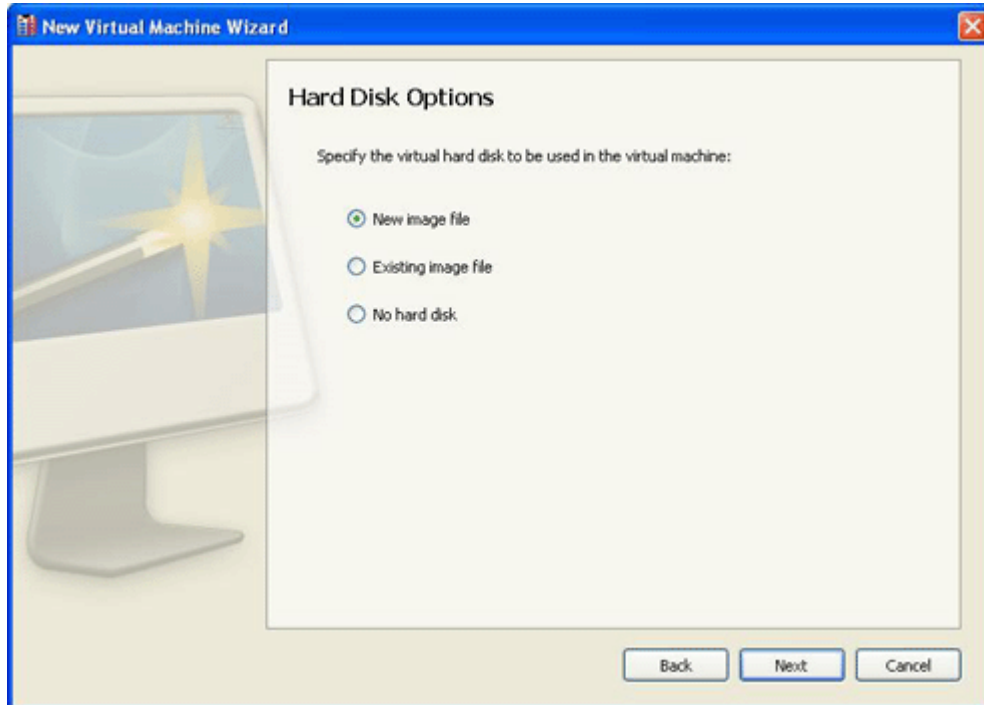 New Virtual Machine Wizard
Hard Disk Options
Specify the virtual hard disk to be used in the virtual machine:
New image file
Existing image file
No hard disk
Back
Next
Cancel